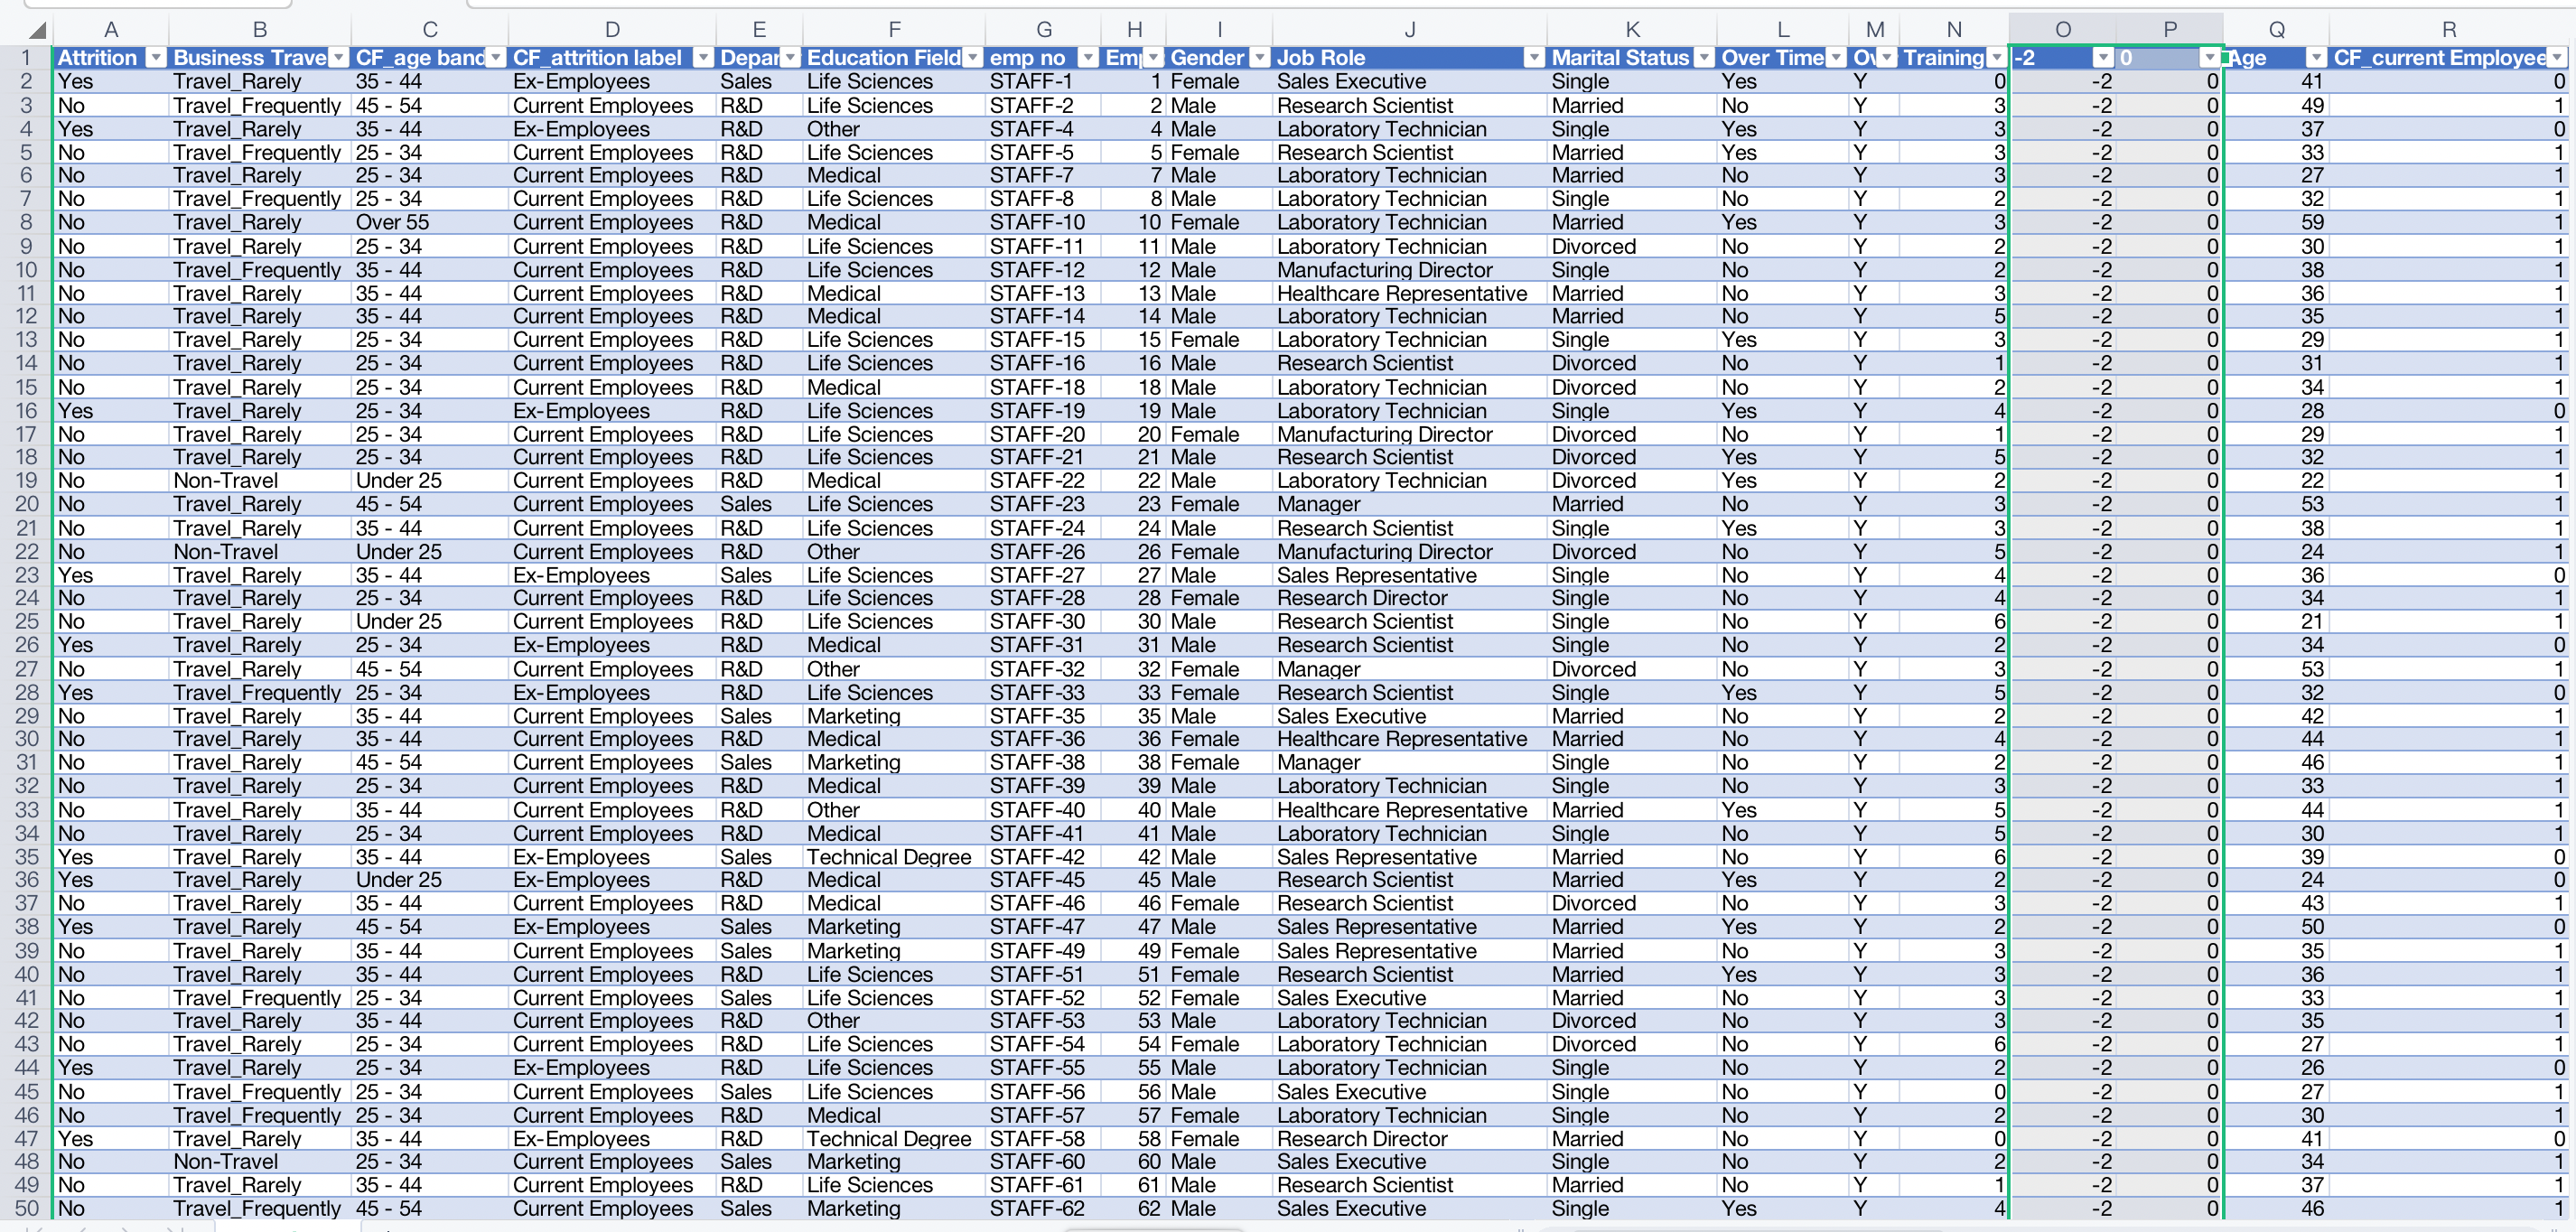 A B C D E F G H I J K L M N O P Q R
1 Attrition Business Trave CF_age band CF_attrition label Depar Education Field emp no Em Gender Job Role Marital Status Over Time Ov Training -2 0 Age CF_current Employee
2 Yes Travel_Rarely 35 - 44 Ex-Employees Sales Life Sciences STAFF-1 1 Female Sales Executive Single Yes Y 0 -2 0 41 0
3 No Travel_Frequently 45 - 54 Current Employees R&D Life Sciences STAFF-2 2 Male Research Scientist Married No Y 3 -2 0 49 1
4 Yes Travel_Rarely 35 - 44 Ex-Employees R&D Other STAFF-4 4 Male Laboratory Technician Single Yes Y 3 -2 0 37 0
5 No Travel_Frequently 25 - 34 Current Employees R&D Life Sciences STAFF-5 5 Female Research Scientist Married Yes Y 3 -2 0 33 1
6 No Travel_Rarely 25 - 34 Current Employees R&D Medical STAFF-7 7 Male Laboratory Technician Married No Y 3 -2 0 27 1
7 No Travel_Frequently 25 - 34 Current Employees R&D Life Sciences STAFF-8 8 Male Laboratory Technician Single No Y 2 -2 0 32 1
8 No Travel_Rarely Over 55 Current Employees R&D Medical STAFF-10 10 Female Laboratory Technician Married Yes Y 3 -2 0 59 1
9 No Travel_Rarely 25 - 34 Current Employees R&D Life Sciences STAFF-11 11 Male Laboratory Technician Divorced No Y 2 -2 0 30 1
10 No Travel_Frequently 35 - 44 Current Employees R&D Life Sciences STAFF-12 12 Male Manufacturing Director Single No Y 2 -2 0 38 1
11 No Travel_Rarely 35 - 44 Current Employees R&D Medical STAFF-13 13 Male Healthcare Representative Married No Y 3 -2 0 36 1
12 No Travel_Rarely 35 - 44 Current Employees R&D Medical STAFF-14 14 Male Laboratory Technician Married No Y 5 -2 0 35 1
13 No Travel_Rarely 25 - 34 Current Employees R&D Life Sciences STAFF-15 15 Female Laboratory Technician Single Yes Y 3 -2 0 29 1
14 No Travel_Rarely 25 - 34 Current Employees R&D Life Sciences STAFF-16 16 Male Research Scientist Divorced No Y 1 -2 0 31 1
15 No Travel_Rarely 25 - 34 Current Employees R&D Medical STAFF-18 18 Male Laboratory Technician Divorced No Y 2 -2 0 34 1
16 Yes Travel_Rarely 25 - 34 Ex-Employees R&D Life Sciences STAFF-19 19 Male Laboratory Technician Single Yes Y 4 -2 0 28 0
17 No Travel_Rarely 25 - 34 Current Employees R&D Life Sciences STAFF-20 20 Female Manufacturing Director Divorced No Y 1 -2 0 29 1
18 No Travel_Rarely 25 - 34 Current Employees R&D Life Sciences STAFF-21 21 Male Research Scientist Divorced Yes Y 5 -2 0 32 1
19 No Non-Travel Under 25 Current Employees R&D Medical STAFF-22 22 Male Laboratory Technician Divorced Yes Y 2 -2 0 22 1
20 No Travel_Rarely 45 - 54 Current Employees Sales Life Sciences STAFF-23 23 Female Manager Married No Y 3 -2 0 53 1
21 No Travel_Rarely 35 - 44 Current Employees R&D Life Sciences STAFF-24 24 Male Research Scientist Single Yes Y 3 -2 0 38 1
22 No Non-Travel Under 25 Current Employees R&D Other STAFF-26 26 Female Manufacturing Director Divorced No Y 5 -2 0 24 1
23 Yes Travel_Rarely 35 - 44 Ex-Employees Sales Life Sciences STAFF-27 27 Male Sales Representative Single No Y 4 -2 0 36 0
24 No Travel_Rarely 25 - 34 Current Employees R&D Life Sciences STAFF-28 28 Female Research Director Single No Y 4 -2 0 34 1
25 No Travel_Rarely Under 25 Current Employees R&D Life Sciences STAFF-30 30 Male Research Scientist Single No Y 6 -2 0 21 1
26 Yes Travel_Rarely 25 - 34 Ex-Employees R&D Medical STAFF-31 31 Male Research Scientist Single No Y 2 -2 0 34 0
27 No Travel_Rarely 45 - 54 Current Employees R&D Other STAFF-32 32 Female Manager Divorced No Y 3 -2 0 53 1
28 Yes Travel_Frequently 25 - 34 Ex-Employees R&D Life Sciences STAFF-33 33 Female Research Scientist Single Yes Y 5 -2 0 32 0
29 No Travel_Rarely 35 - 44 Current Employees Sales Marketing STAFF-35 35 Male Sales Executive Married No Y 2 -2 0 42 1
30 No Travel_Rarely 35 - 44 Current Employees R&D Medical STAFF-36 36 Female Healthcare Representative Married No Y 4 -2 0 44 1
31 No Travel_Rarely 45 - 54 Current Employees Sales Marketing STAFF-38 38 Female Manager Single No Y 2 -2 0 46 1
32 No Travel_Rarely 25 - 34 Current Employees R&D Medical STAFF-39 39 Male Laboratory Technician Single No Y 3 -2 0 33 1
33 No Travel_Rarely 35 - 44 Current Employees R&D Other STAFF-40 40 Male Healthcare Representative Married Yes Y 5 -2 0 44 1
34 No Travel_Rarely 25 - 34 Current Employees R&D Medical STAFF-41 41 Male Laboratory Technician Single No Y 5 -2 0 30 1
35 Yes Travel_Rarely 35 - 44 Ex-Employees Sales Technical Degree STAFF-42 42 Male Sales Representative Married No Y 6 -2 0 39 0
36 Yes Travel_Rarely Under 25 Ex-Employees R&D Medical STAFF-45 45 Male Research Scientist Married Yes Y 2 -2 0 24 0
37 No Travel_Rarely 35 - 44 Current Employees R&D Medical STAFF-46 46 Female Research Scientist Divorced No Y 3 -2 0 43 1
38 Yes Travel_Rarely 45 - 54 Ex-Employees Sales Marketing STAFF-47 47 Male Sales Representative Married Yes Y 2 -2 0 50 0
39 No Travel_Rarely 35 - 44 Current Employees Sales Marketing STAFF-49 49 Female Sales Representative Married No Y 3 -2 0 35 1
40 No Travel_Rarely 35 - 44 Current Employees R&D Life Sciences STAFF-51 51 Female Research Scientist Married Yes Y 3 -2 0 36 1
41 No Travel_Frequently 25 - 34 Current Employees Sales Life Sciences STAFF-52 52 Female Sales Executive Married No Y 3 -2 0 33 1
42 No Travel_Rarely 35 - 44 Current Employees R&D Other STAFF-53 53 Male Laboratory Technician Divorced No Y 3 -2 0 35 1
43 No Travel_Rarely 25 - 34 Current Employees R&D Life Sciences STAFF-54 54 Female Laboratory Technician Divorced No Y 6 -2 0 27 1
44 Yes Travel_Rarely 25 - 34 Ex-Employees R&D Life Sciences STAFF-55 55 Male Laboratory Technician Single No Y 2 -2 0 26 0
45 No Travel_Frequently 25 - 34 Current Employees Sales Life Sciences STAFF-56 56 Male Sales Executive Single No Y 0 -2 0 27 1
46 No Travel_Frequently 25 - 34 Current Employees R&D Medical STAFF-57 57 Female Laboratory Technician Single No Y 2 -2 0 30 1
47 Yes Travel_Rarely 35 - 44 Ex-Employees R&D Technical Degree STAFF-58 58 Female Research Director Married No Y 0 -2 0 41 0
48 No Non-Travel 25 - 34 Current Employees Sales Marketing STAFF-60 60 Male Sales Executive Single No Y 2 -2 0 34 1
49 No Travel_Rarely 35 - 44 Current Employees R&D Life Sciences STAFF-61 61 Male Research Scientist Married No Y 1 -2 0 37 1
50 No Travel_Frequently 45 - 54 Current Employees Sales Marketing STAFF-62 62 Male Sales Executive Single Yes Y 4 -2 0 46 1